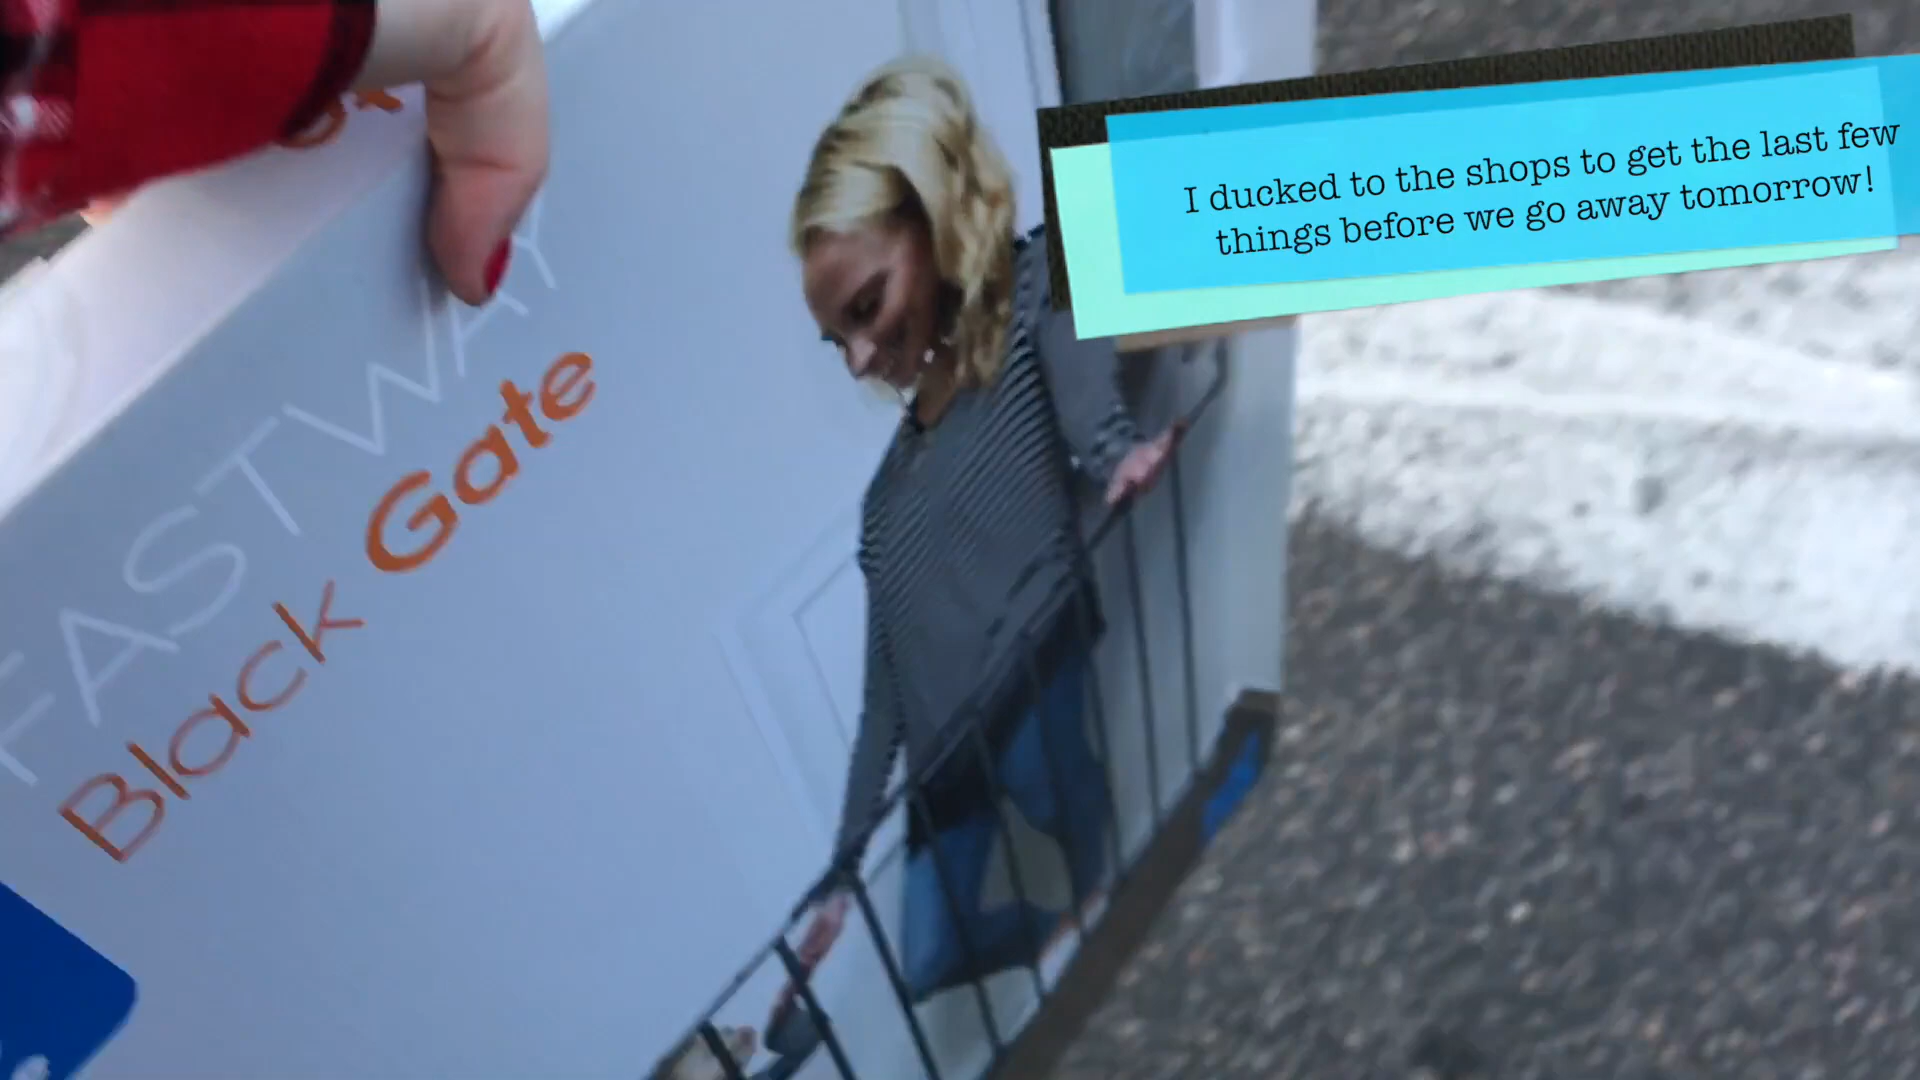 I ducked to the shops to get the last few
things before we go away tomorrow!
FASTWAY
Black Gate